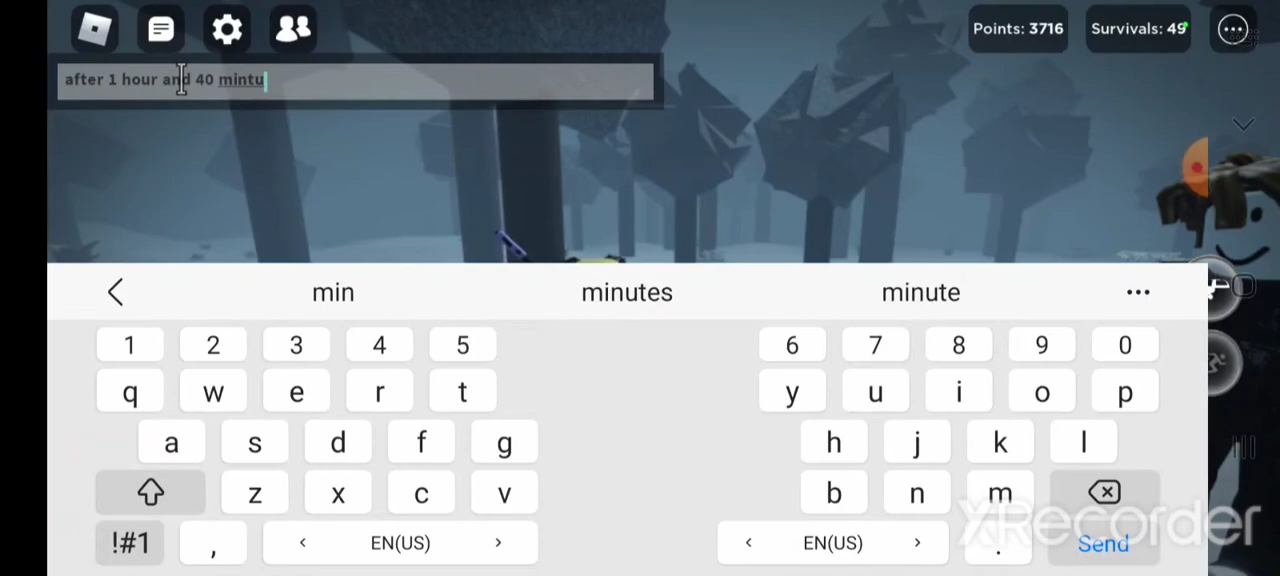 Points: 3716
Survivals: 49
after 1 hour and 40 mintu
min minutes minute
1 2 3 4 5 6 7 8 9 0
q w e r t y u i o p
a s d f g h j k l
z x c v b n m
!#1 , < EN(US) > < EN(US) > . Send
XRecorder